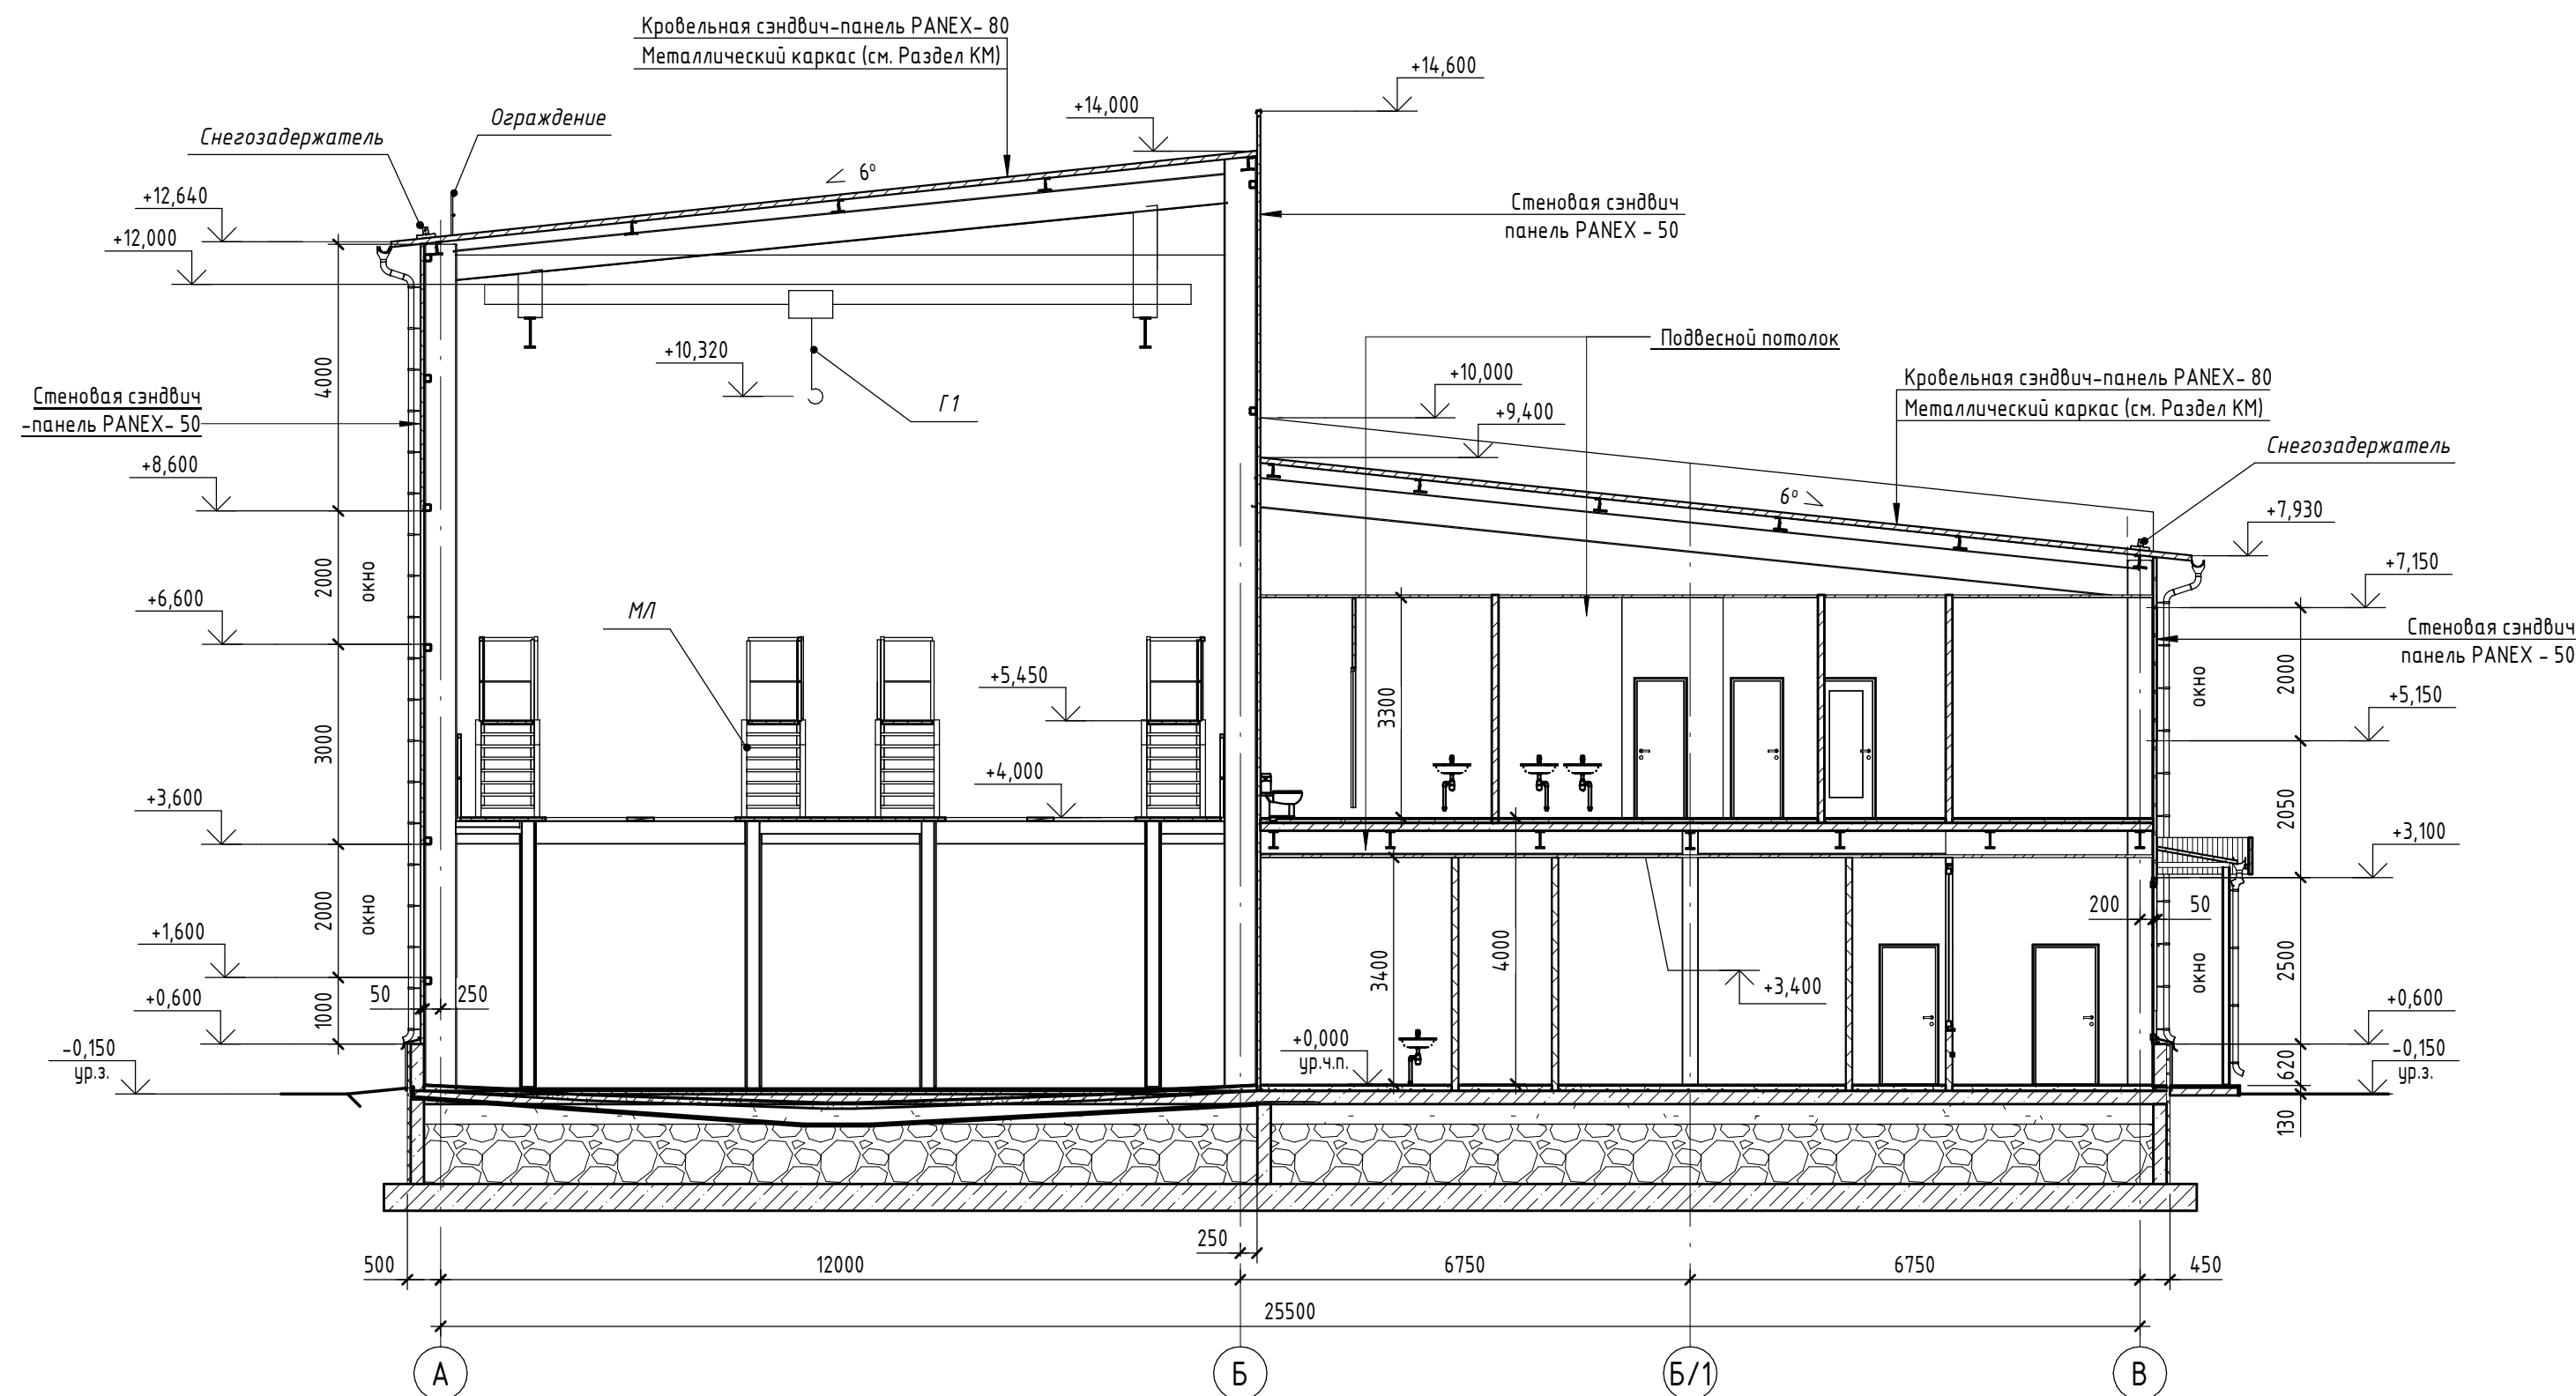 Кровельная сэндвич-панель PANEX- 80
Металлический каркас (см. Раздел КМ)
+14,600
+14,000
Ограждение
Снегозадержатель
6°
+12,640
+12,000
Стеновая сэндвич
панель PANEX - 50
+10,320
Г1
Подвесной потолок
+10,000
+9,400
Кровельная сэндвич-панель PANEX- 80
Металлический каркас (см. Раздел КМ)
Снегозадержатель
6°
+7,930
+7,150
Стеновая сэндвич
панель PANEX - 50
Стеновая сэндвич
-панель PANEX- 50
4000
+8,600
2000
окно
+6,600
МЛ
3000
+5,450
+4,000
+3,600
2000
окно
+1,600
1000
+0,600
50
250
-0,150
ур.з.
3300
3400
4000
+3,400
+0,000
ур.ч.п.
2000
окно
+5,150
2050
+3,100
200
50
2500
окно
+0,600
620
-0,150
ур.з.
130
250
500
12000
6750
6750
450
25500
А
Б
Б/1
В